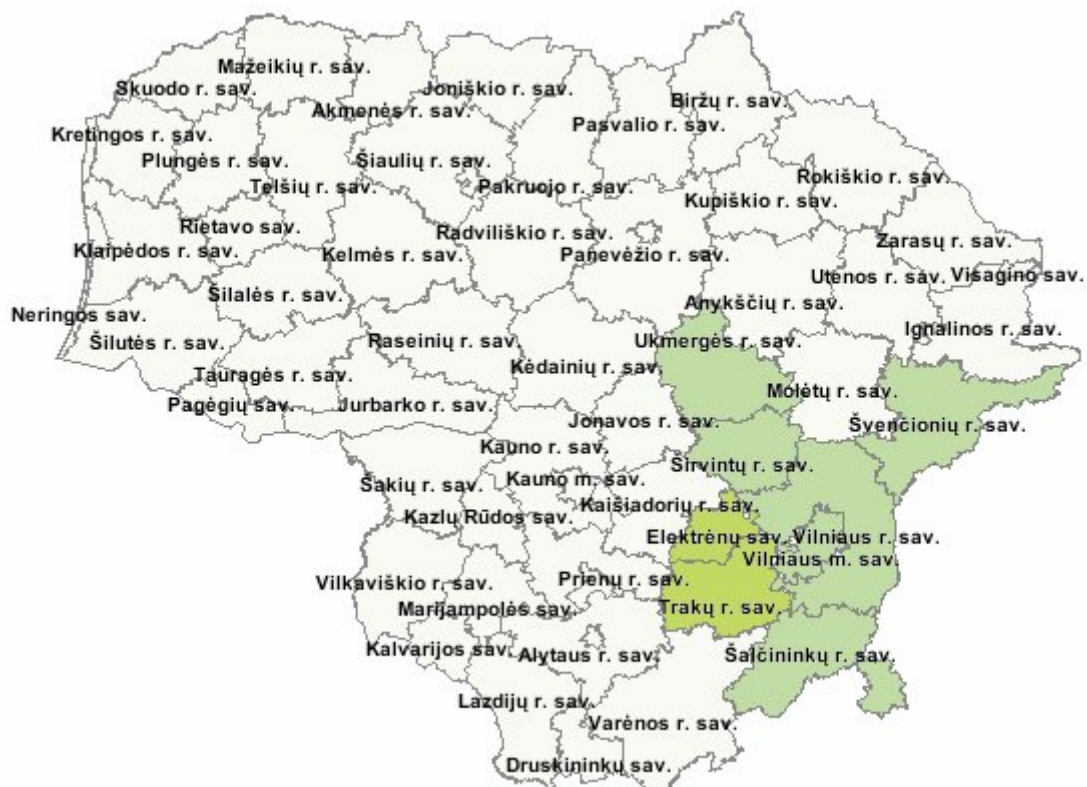 Mažeikių r. sav.
Skuodo r. sav.
Joniškio r. sav.
Akmenės r. sav.
Biržų r. sav.
Pasvalio r. sav.
Kretingos r. sav.
Plungės r. sav.
Šiaulių r. sav.
Telšių r. sav.
Pakruojo r. sav.
Rokiškio r. sav.
Kupiškio r. sav.
Rietavo sav.
Radviliškio r. sav.
Klaipėdos r. sav.
Kelmės r. sav.
Panevėžio r. sav.
Zarasų r. sav.
Utenos r. sav.
Visagino sav.
Šilalės r. sav.
Anykščių r. sav.
Neringos sav.
Ignalinos r. sav.
Šilutės r. sav.
Raseinių r. sav.
Ukmergės r. sav.
Kėdainių r. sav.
Tauragės r. sav.
Molėtų r. sav.
Pagėgių sav.
Jurbarko r. sav.
Jonavos r. sav.
Švenčionių r. sav.
Kauno r. sav.
Širvintų r. sav.
Šakių r. sav.
Kauno m. sav.
Kaišiadorių r. sav.
Kazlų Rūdos sav.
Elektrėnų sav.
Vilniaus r. sav.
Vilniaus m. sav.
Vilkaviškio r. sav.
Prienų r. sav.
Marijampolės sav.
Trakų r. sav.
Kalvarijos sav.
Alytaus r. sav.
Šalčininkų r. sav.
Lazdijų r. sav.
Varėnos r. sav.
Druskininkų sav.